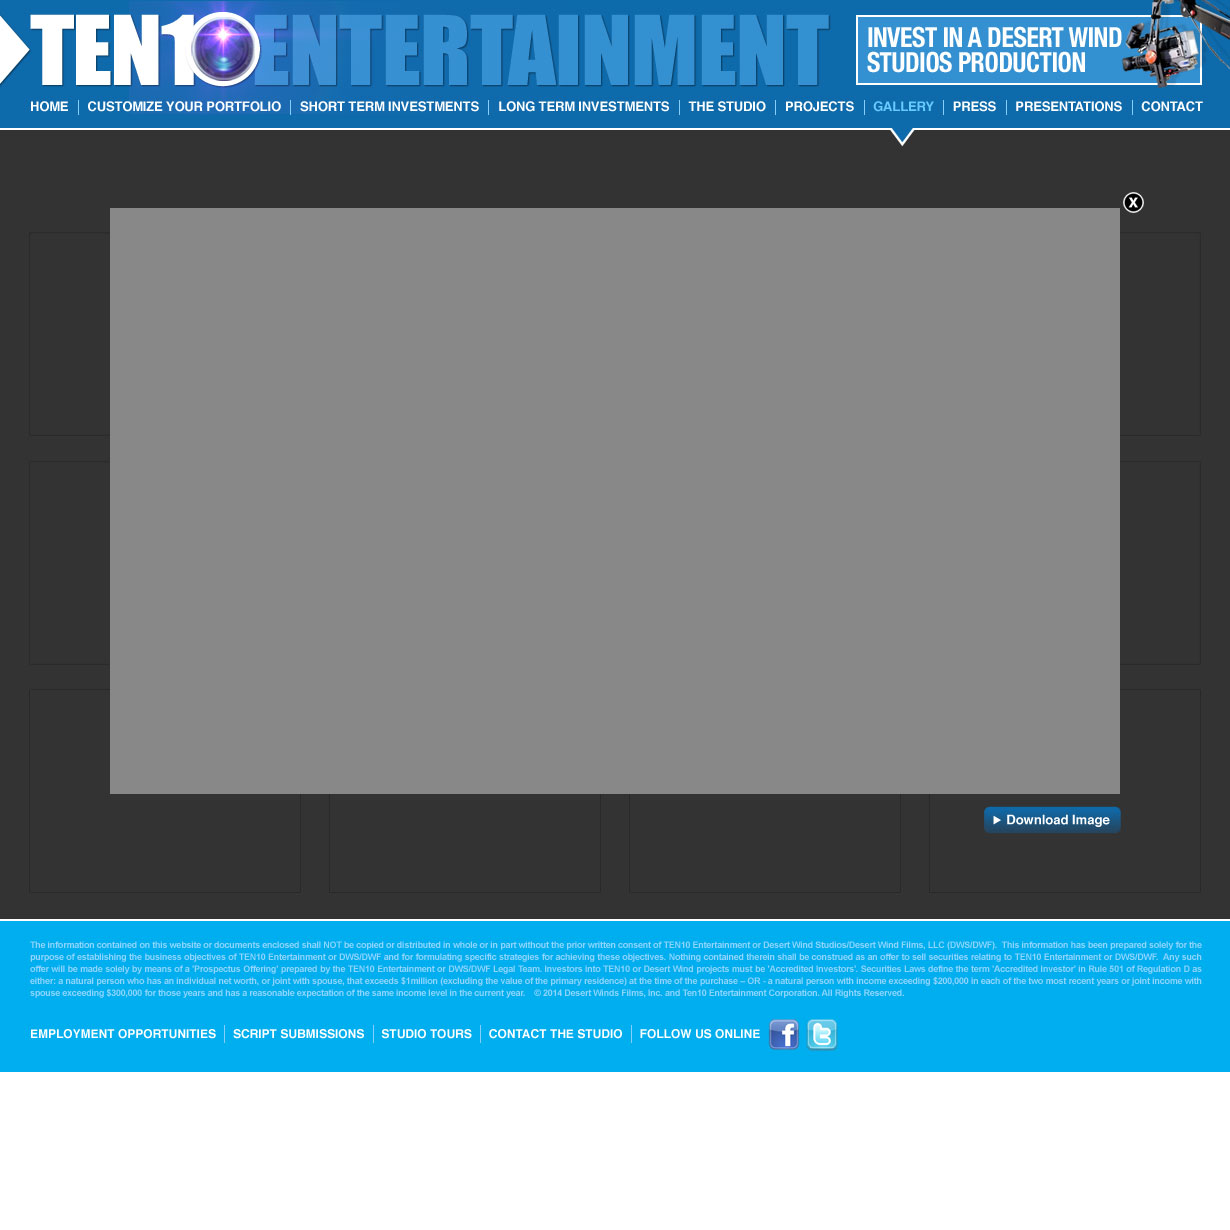 TEN10 ENTERTAINMENT
INVEST IN A DESERT WIND
STUDIOS PRODUCTION
HOME CUSTOMIZE YOUR PORTFOLIO SHORT TERM INVESTMENTS LONG TERM INVESTMENTS THE STUDIO PROJECTS GALLERY PRESS PRESENTATIONS CONTACT
X
Download Image
The information contained on this website or documents enclosed shall NOT be copied or distributed in whole or in part without the prior written consent of TEN10 Entertainment or Desert Wind Studios/Desert Wind Films, LLC (DWS/DWF). This information has been prepared solely for the
purpose of establishing the business objectives of TEN10 Entertainment or DWS/DWF and for formulating specific strategies for achieving these objectives. Nothing contained therein shall be construed as an offer to sell securities relating to TEN10 Entertainment or DWS/DWF. Any such
offer will be made solely by means of a 'Prospectus Offering' prepared by the TEN10 Entertainment or DWS/DWF Legal Team. Investors into TEN10 or Desert Wind projects must be 'Accredited Investors'. Securities Laws define the term 'Accredited Investor' in Rule 501 of Regulation D as
either: a natural person who has an individual net worth, or joint with spouse, that exceeds $1million (excluding the value of the primary residence) at the time of the purchase – OR - a natural person with income exceeding $200,000 in each of the two most recent years or joint income with
spouse exceeding $300,000 for those years and has a reasonable expectation of the same income level in the current year. © 2014 Desert Winds Films, Inc. and Ten10 Entertainment Corporation. All Rights Reserved.
EMPLOYMENT OPPORTUNITIES SCRIPT SUBMISSIONS STUDIO TOURS CONTACT THE STUDIO FOLLOW US ONLINE f t